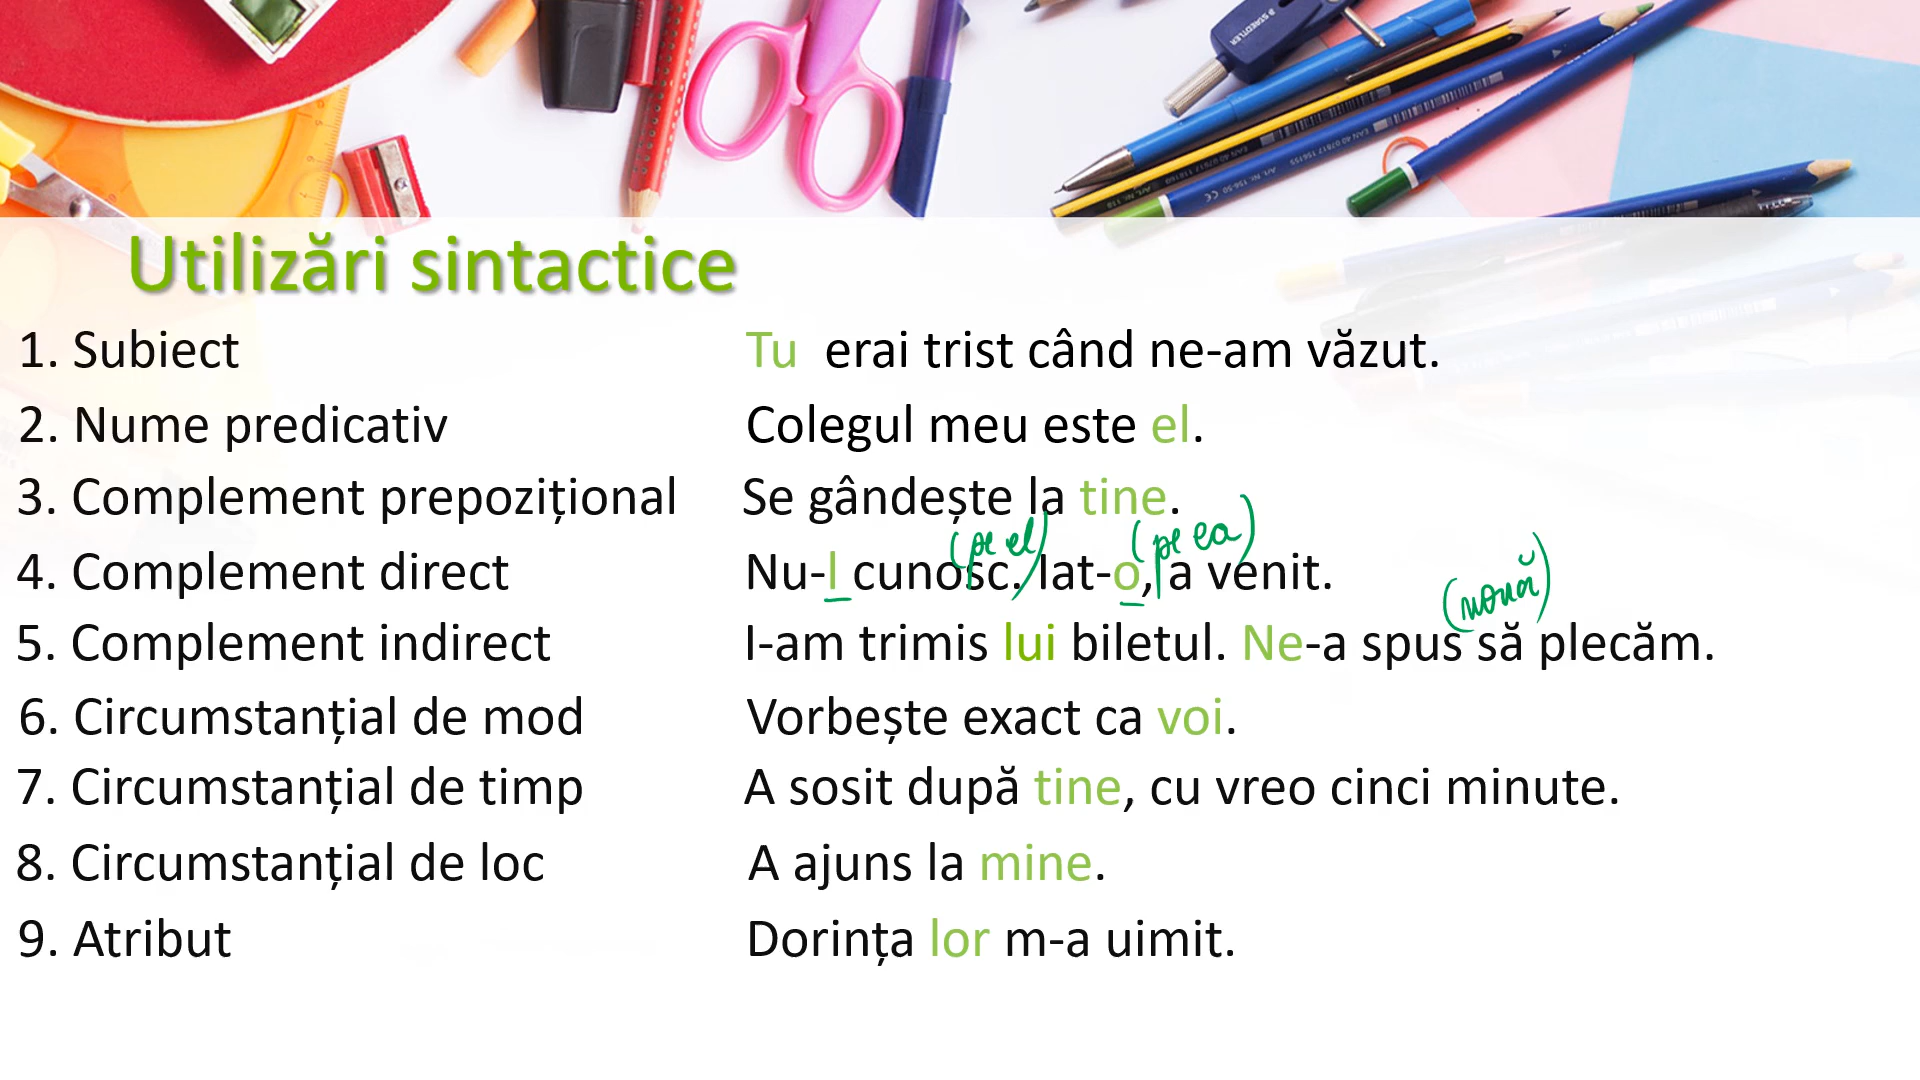 STAEDTLER
Utilizări sintactice
1. Subiect Tu erai trist când ne-am văzut.
2. Nume predicativ Colegul meu este el.
3. Complement prepozițional Se gândește la tine.
(pe el) (pe ea)
4. Complement direct Nu-l cunosc. Iat-o, a venit.
(nouă)
5. Complement indirect I-am trimis lui biletul. Ne-a spus să plecăm.
6. Circumstanțial de mod Vorbește exact ca voi.
7. Circumstanțial de timp A sosit după tine, cu vreo cinci minute.
8. Circumstanțial de loc A ajuns la mine.
9. Atribut Dorința lor m-a uimit.